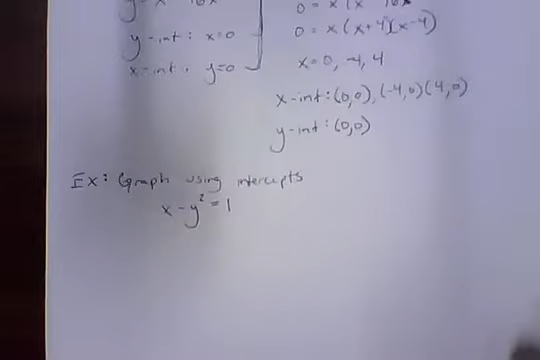 y-int: x=0
x-int: y=0
0 = x(x+4)(x-4)
x=0, -4, 4
x-int: (0,0), (-4,0) (4,0)
y-int: (0,0)
Ex: Graph using intercepts
x - y² = 1